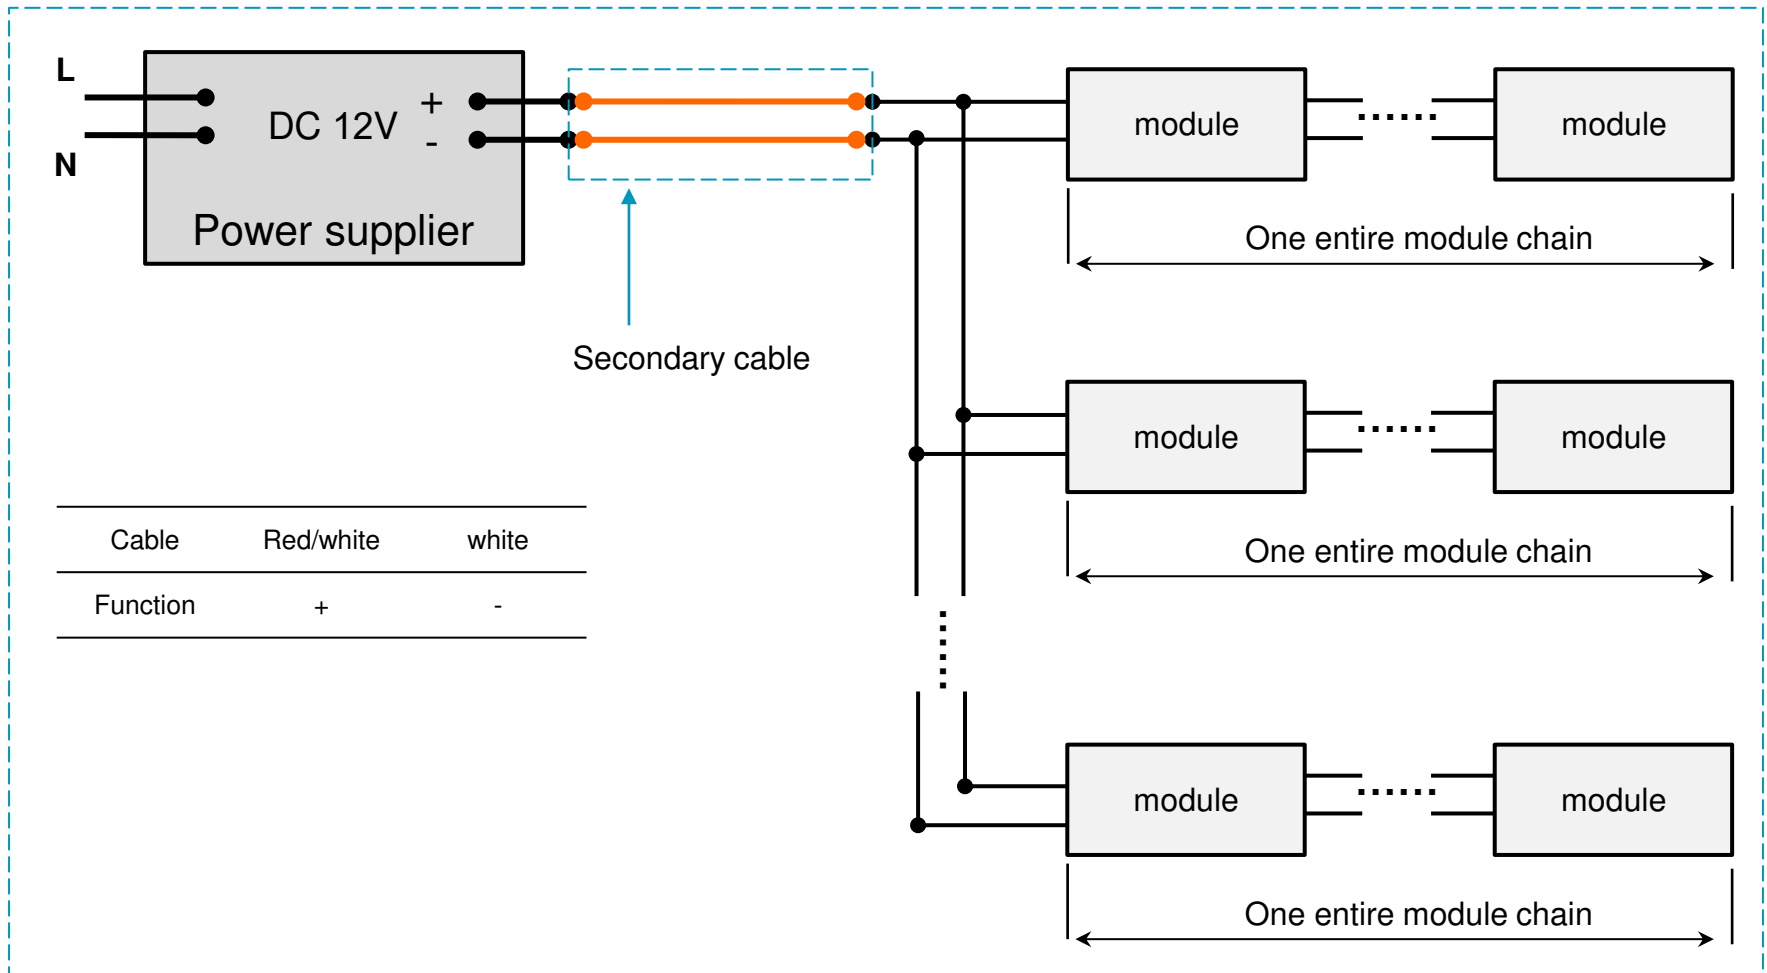 L
N
DC 12V
+
-
Power supplier
Secondary cable
module
module
One entire module chain
module
module
One entire module chain
Cable Red/white white
Function + -
module
module
One entire module chain